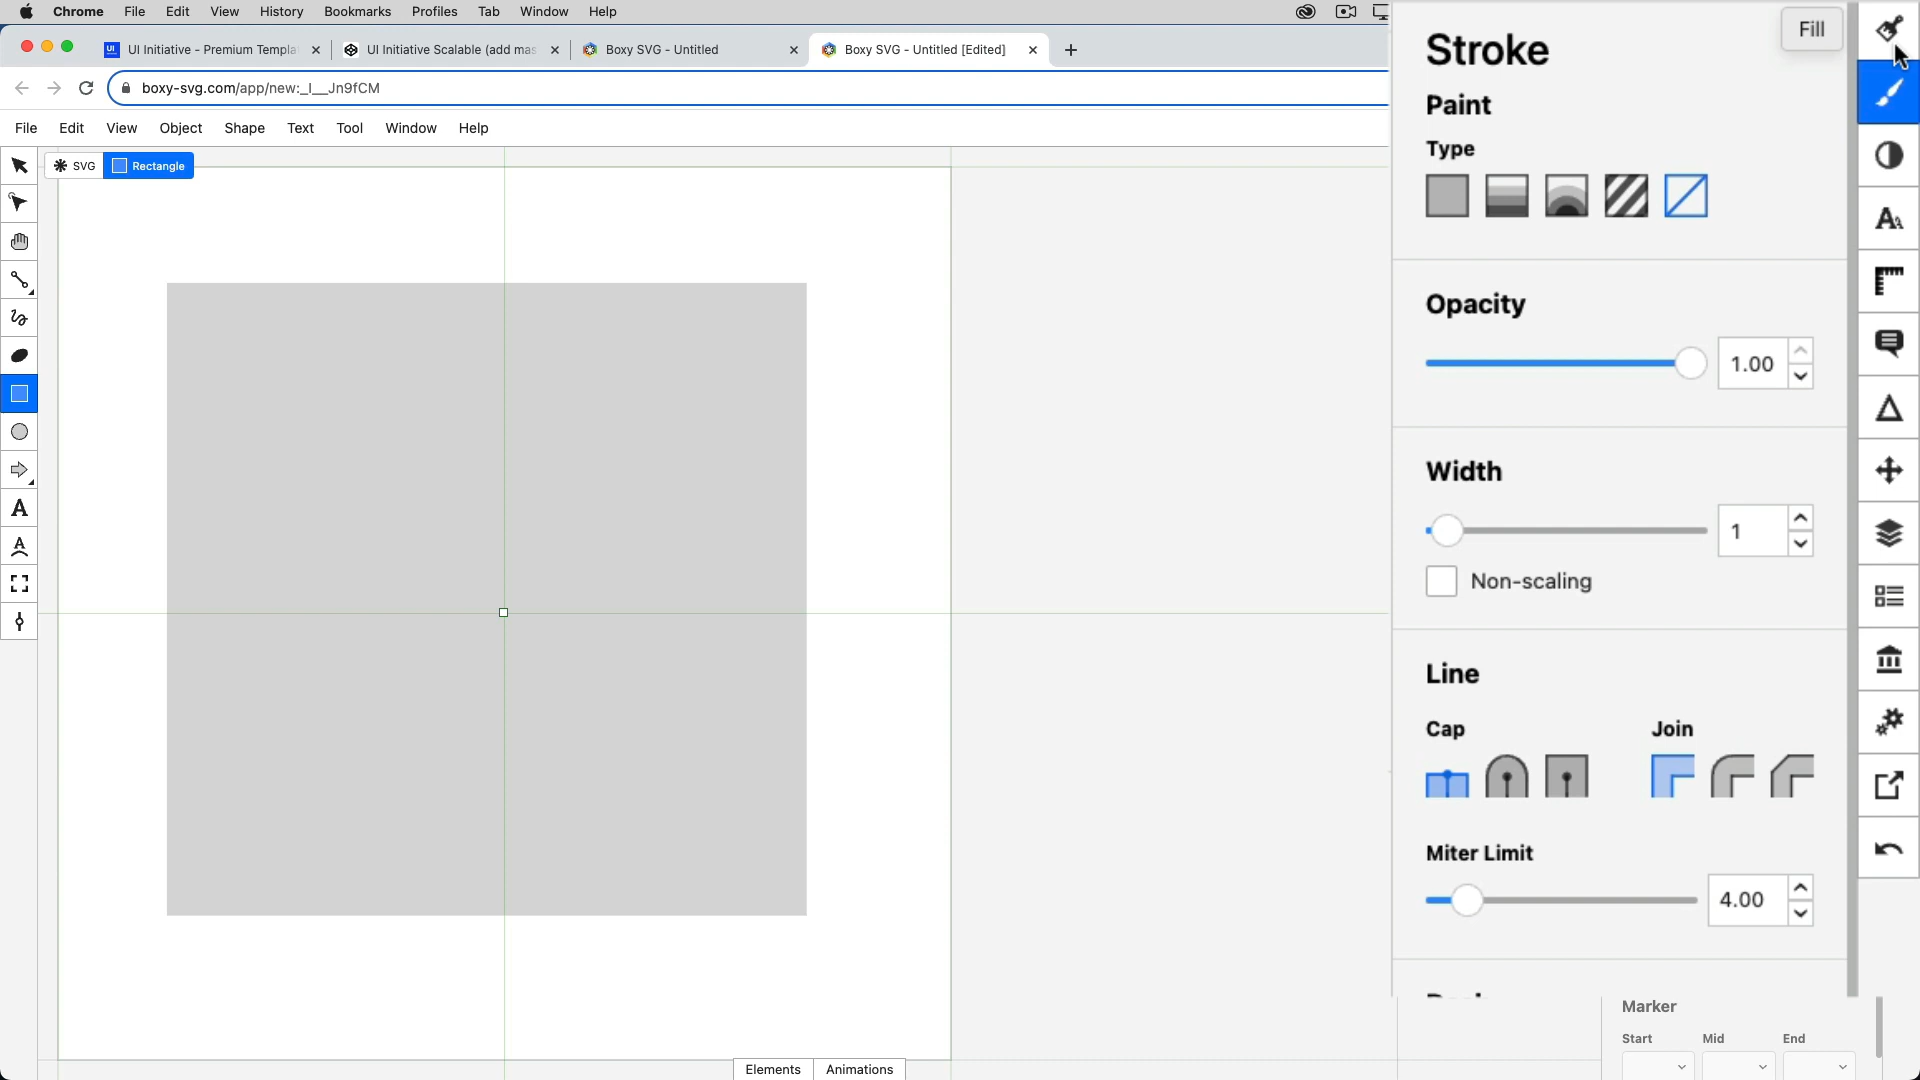 Chrome File Edit View History Bookmarks Profiles Tab Window Help
UI Initiative - Premium Templa UI Initiative Scalable (add mas Boxy SVG - Untitled Boxy SVG - Untitled [Edited]
boxy-svg.com/app/new:_l__Jn9fCM
File Edit View Object Shape Text Tool Window Help
SVG Rectangle
Stroke
Fill
Paint
Type
Opacity
1.00
Width
1
Non-scaling
Line
Cap Join
Miter Limit
4.00
Marker
Start Mid End
Elements Animations